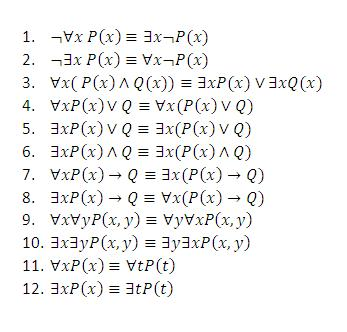 1. ¬∀x P(x) ≡ ∃x¬P(x)
2. ¬∃x P(x) ≡ ∀x¬P(x)
3. ∀x( P(x) ∧ Q(x)) ≡ ∃xP(x) ∨ ∃xQ(x)
4. ∀xP(x) ∨ Q ≡ ∀x(P(x) ∨ Q)
5. ∃xP(x) ∨ Q ≡ ∃x(P(x) ∨ Q)
6. ∃xP(x) ∧ Q ≡ ∃x(P(x) ∧ Q)
7. ∀xP(x) → Q ≡ ∃x(P(x) → Q)
8. ∃xP(x) → Q ≡ ∀x(P(x) → Q)
9. ∀x∀yP(x, y) ≡ ∀y∀xP(x, y)
10. ∃x∃yP(x, y) ≡ ∃y∃xP(x, y)
11. ∀xP(x) ≡ ∀tP(t)
12. ∃xP(x) ≡ ∃tP(t)